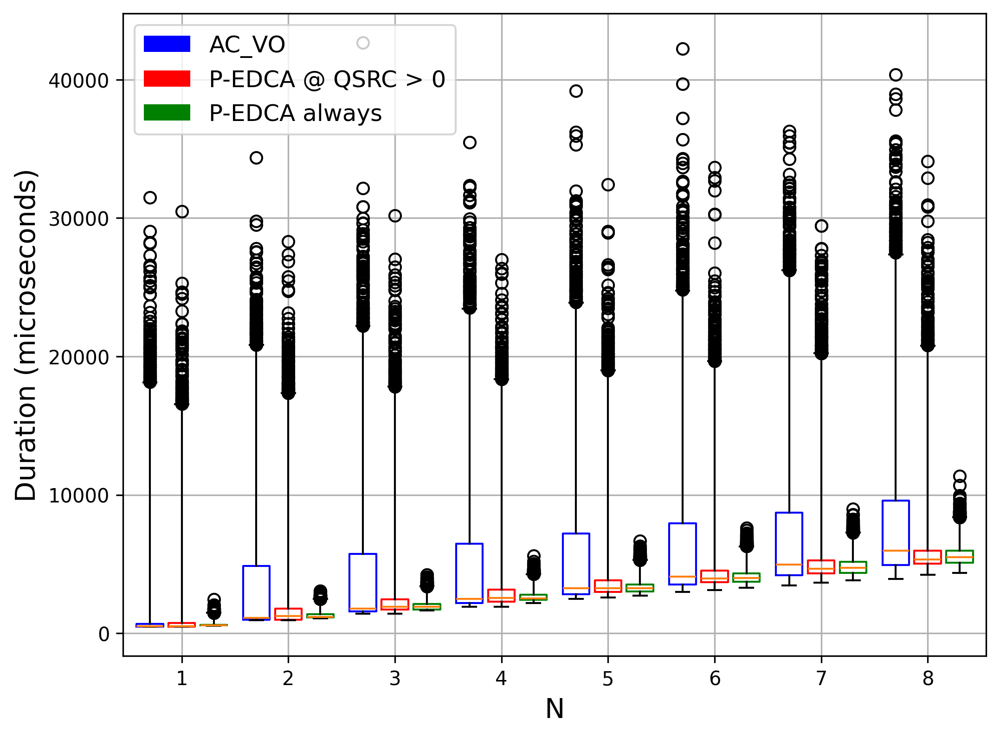 AC_VO
P-EDCA @ QSRC > 0
P-EDCA always
Duration (microseconds)
40000
30000
20000
10000
0
1 2 3 4 5 6 7 8
N